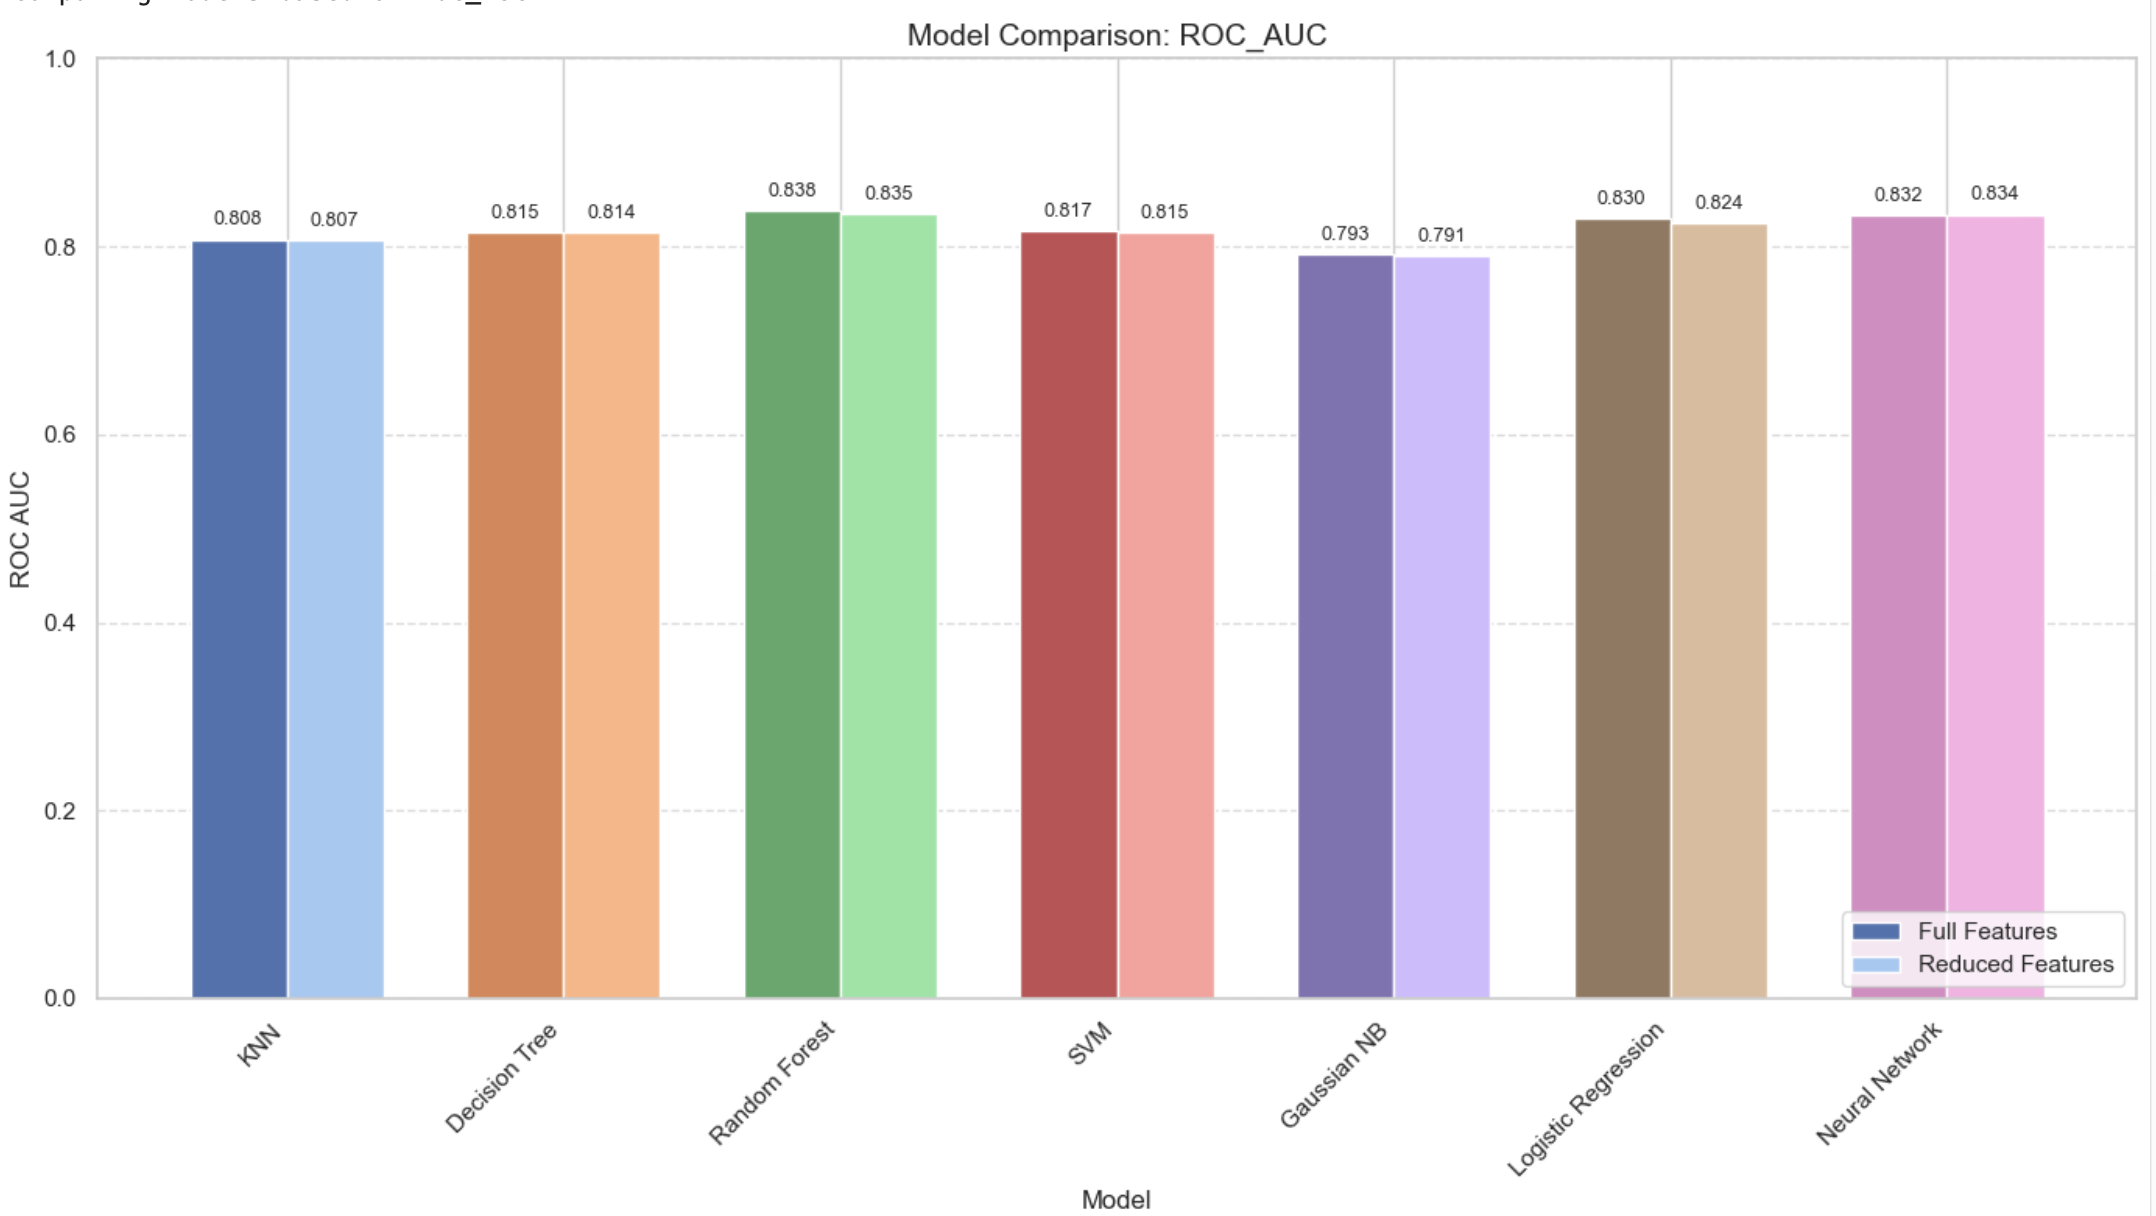 Model Comparison: ROC_AUC
1.0
0.8
0.6
0.4
0.2
0.0
ROC AUC
0.808
0.807
0.815
0.814
0.838
0.835
0.817
0.815
0.793
0.791
0.830
0.824
0.832
0.834
Full Features
Reduced Features
KNN
Decision Tree
Random Forest
SVM
Gaussian NB
Logistic Regression
Neural Network
Model